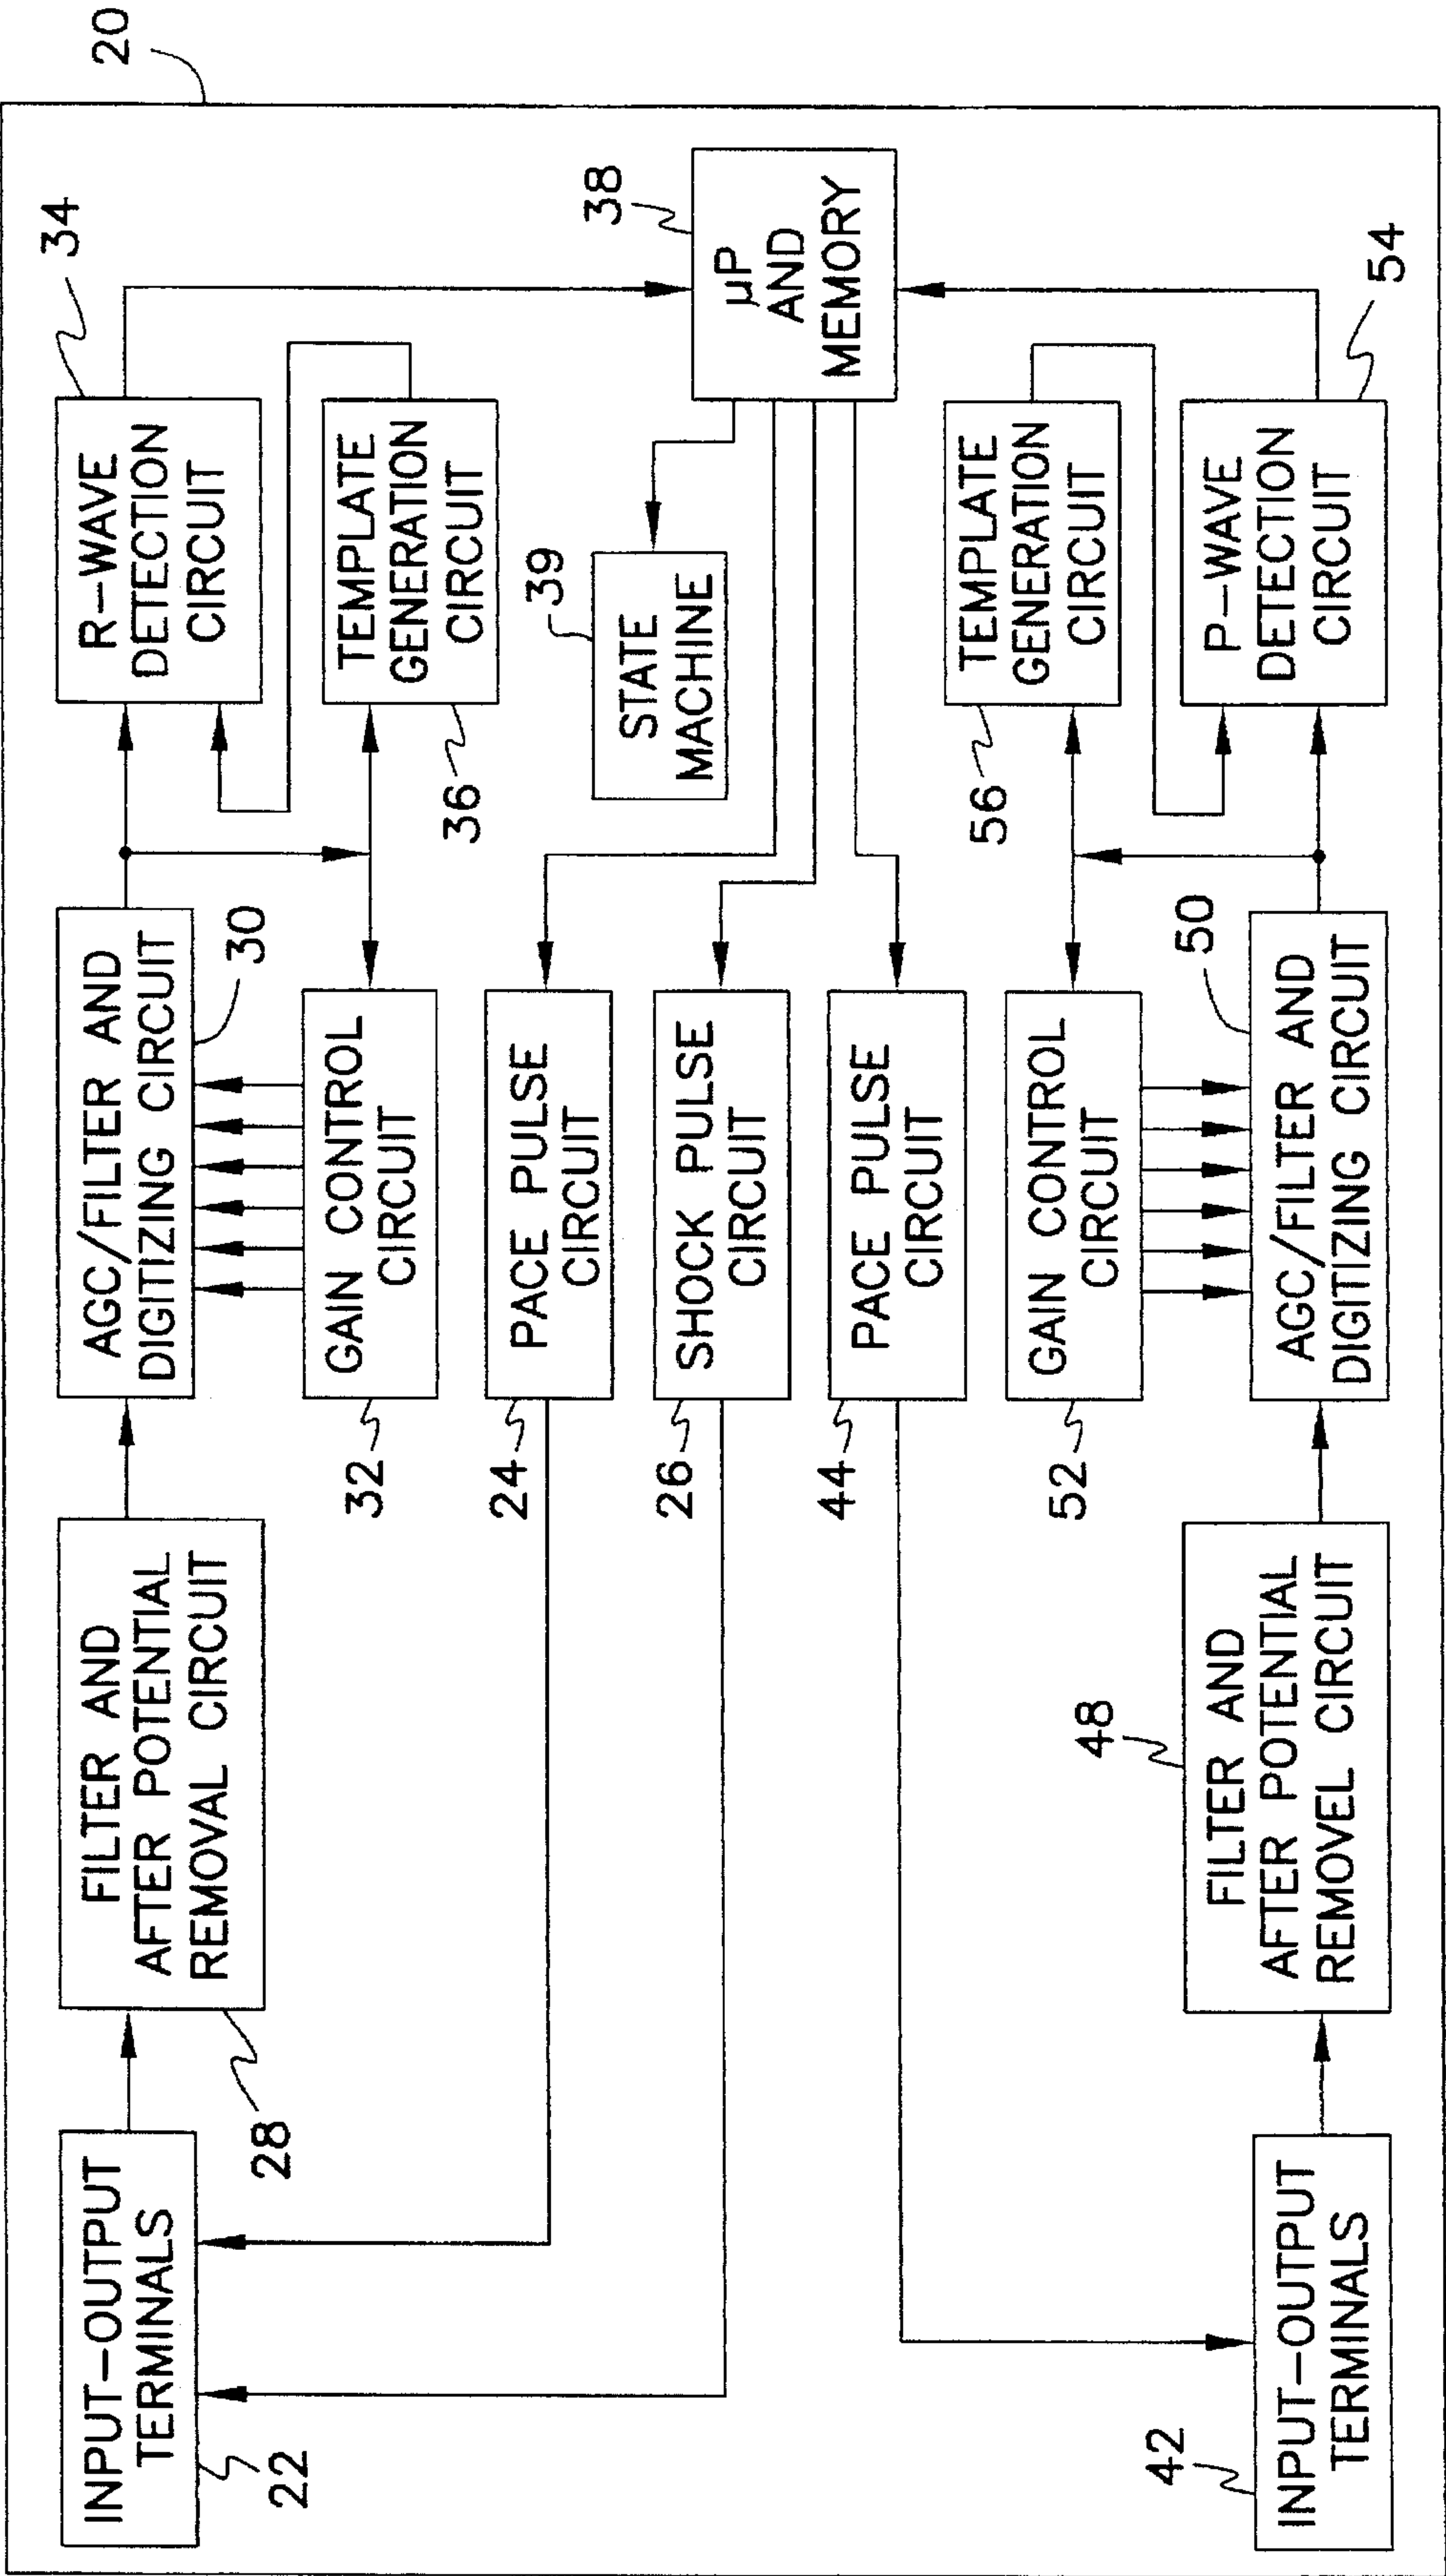 20
INPUT-OUTPUT
TERMINALS
22
FILTER AND
AFTER POTENTIAL
REMOVAL CIRCUIT
28
AGC/FILTER AND
DIGITIZING CIRCUIT
30
R-WAVE
DETECTION
CIRCUIT
34
GAIN CONTROL
CIRCUIT
32
TEMPLATE
GENERATION
CIRCUIT
36
PACE PULSE
CIRCUIT
24
STATE
MACHINE
39
µP
AND
MEMORY
38
SHOCK PULSE
CIRCUIT
26
PACE PULSE
CIRCUIT
44
GAIN CONTROL
CIRCUIT
52
TEMPLATE
GENERATION
CIRCUIT
56
INPUT-OUTPUT
TERMINALS
42
FILTER AND
AFTER POTENTIAL
REMOVEL CIRCUIT
48
AGC/FILTER AND
DIGITIZING CIRCUIT
50
P-WAVE
DETECTION
CIRCUIT
54